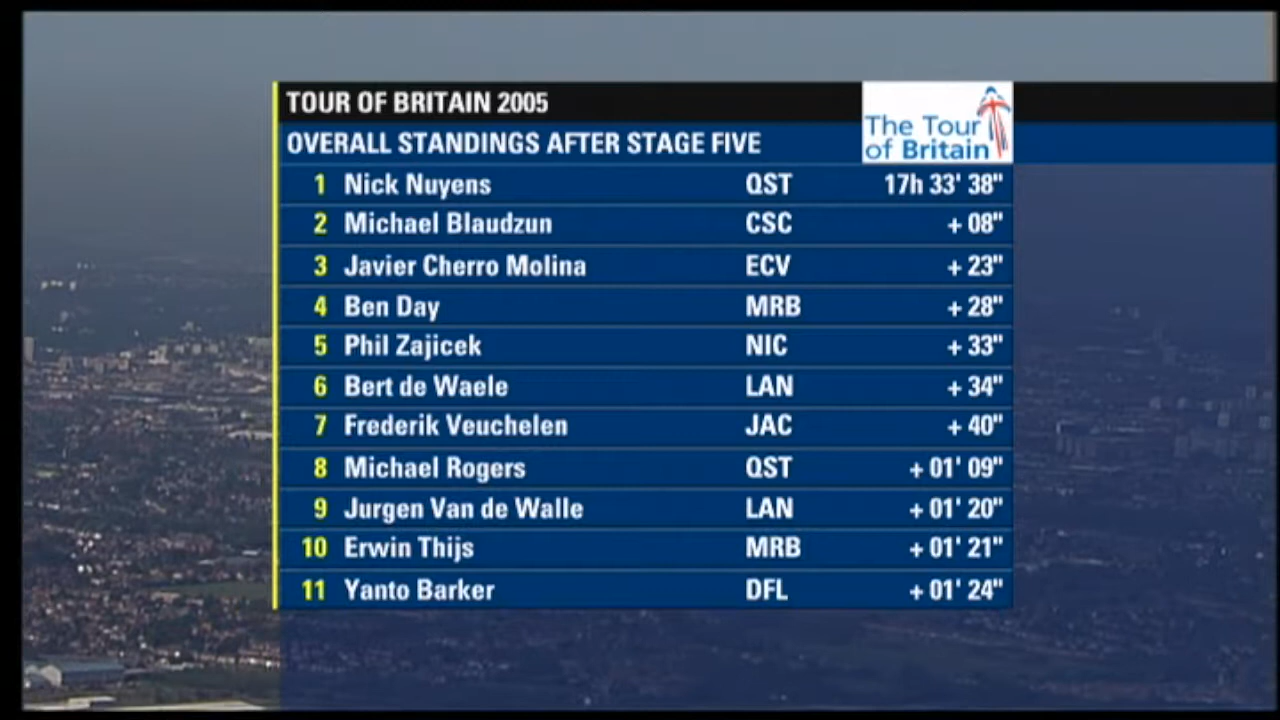 TOUR OF BRITAIN 2005
The Tour
of Britain
OVERALL STANDINGS AFTER STAGE FIVE
1 Nick Nuyens QST 17h 33' 38"
2 Michael Blaudzun CSC + 08"
3 Javier Cherro Molina ECV + 23"
4 Ben Day MRB + 28"
5 Phil Zajicek NIC + 33"
6 Bert de Waele LAN + 34"
7 Frederik Veuchelen JAC + 40"
8 Michael Rogers QST + 01' 09"
9 Jurgen Van de Walle LAN + 01' 20"
10 Erwin Thijs MRB + 01' 21"
11 Yanto Barker DFL + 01' 24"